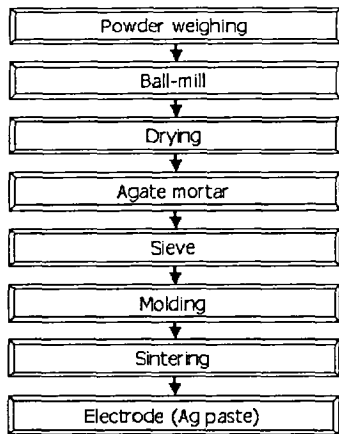 Powder weighing
Ball-mill
Drying
Agate mortar
Sieve
Molding
Sintering
Electrode (Ag paste)